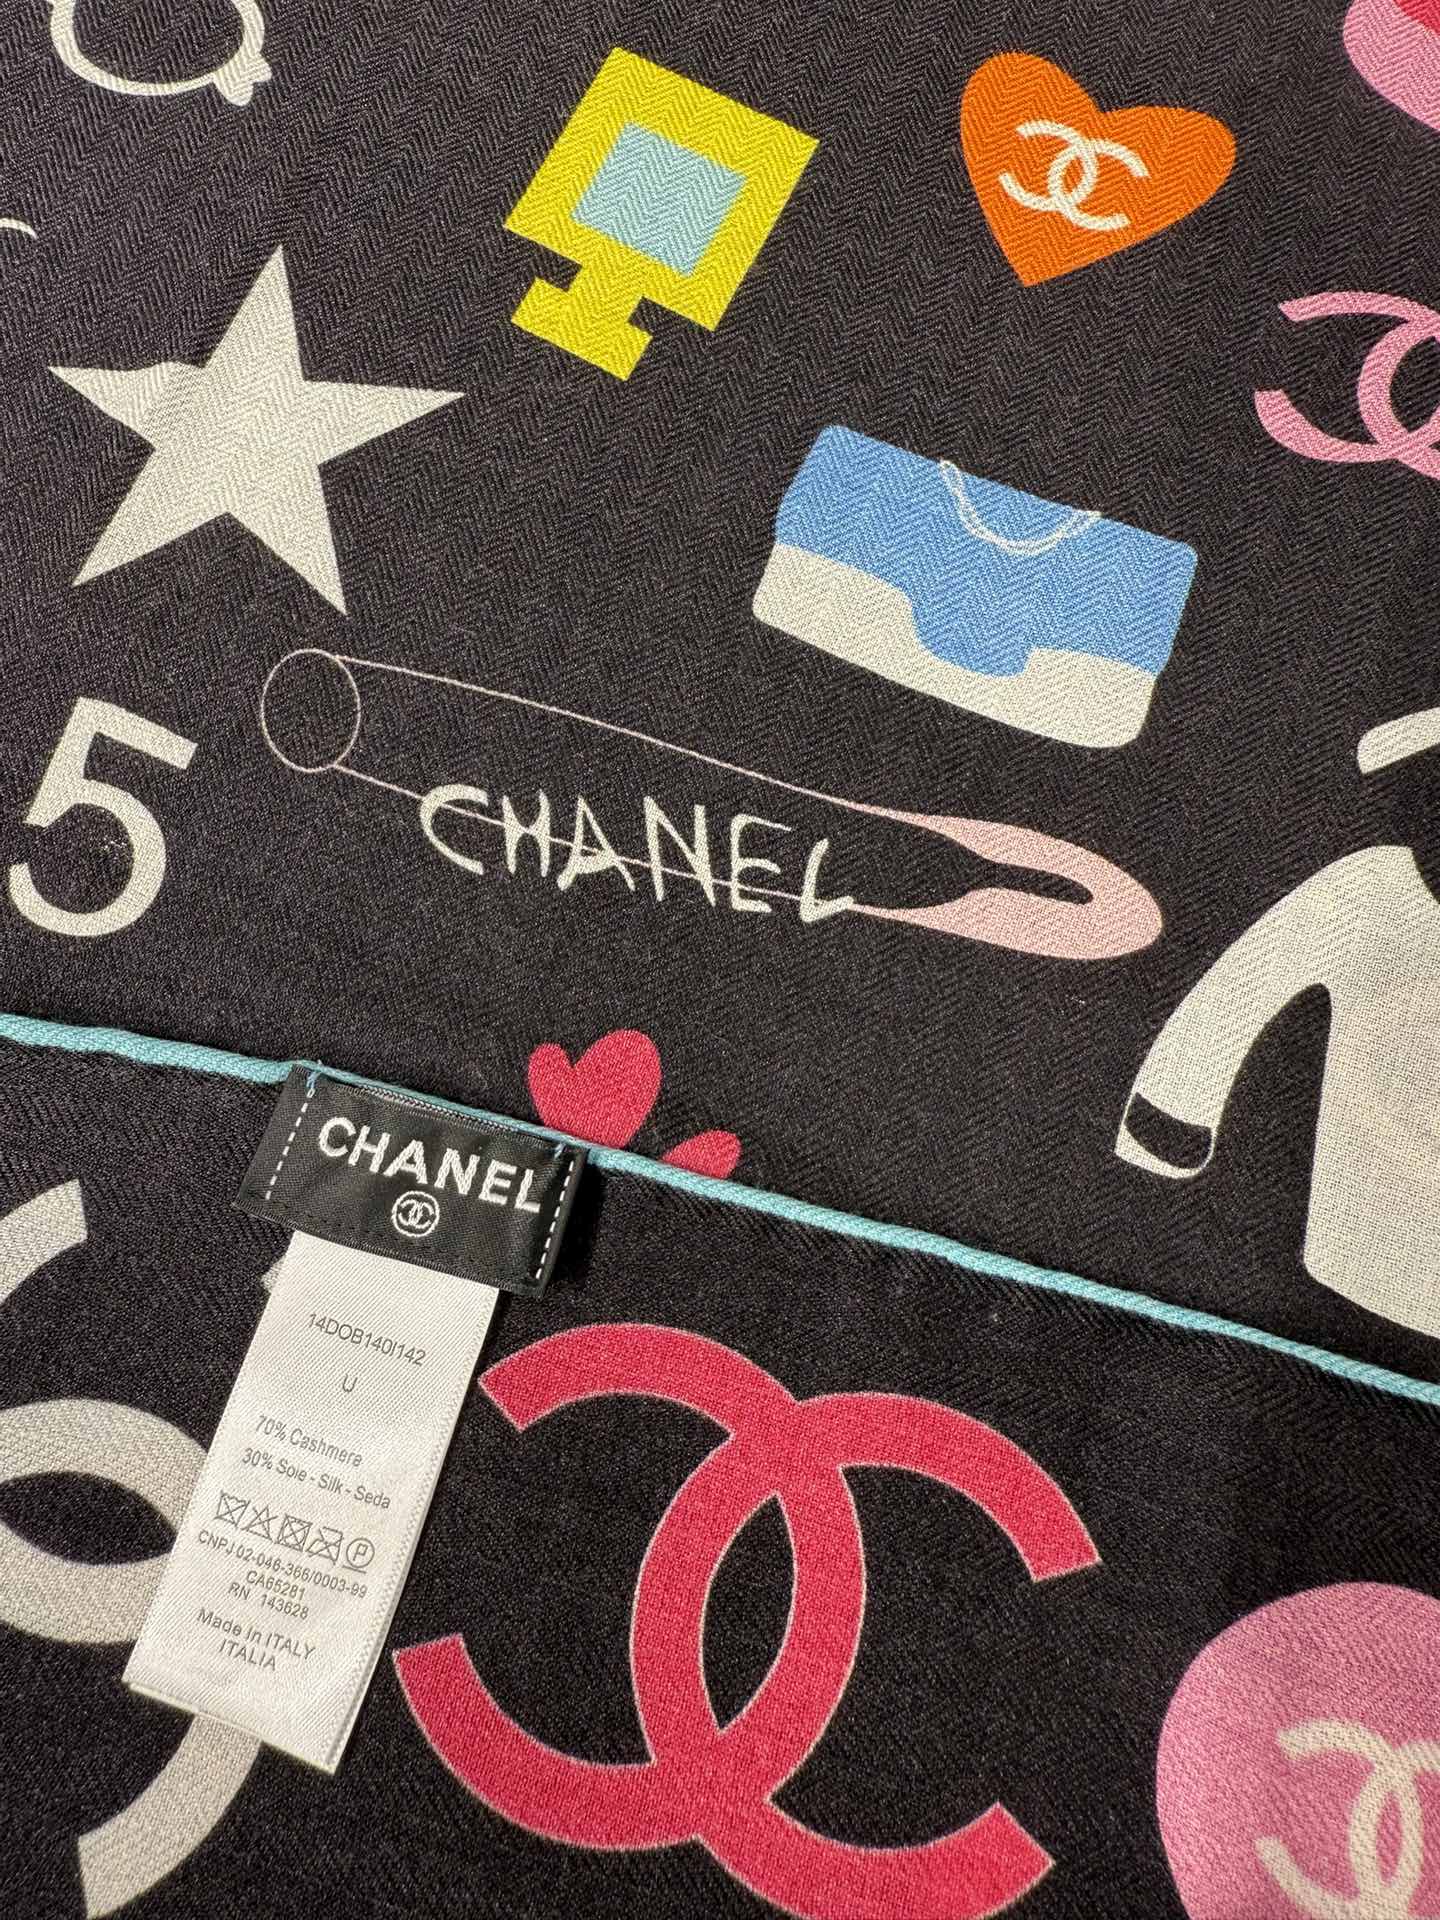 5
CHANEL
CHANEL
14DOB140I142
U
70% Cashmere
30% Soie - Silk - Seda
P
CNPJ 02-046-366/0003-99
CA65281
RN 143628
Made in ITALY
ITALIA